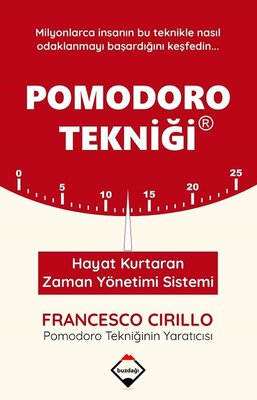 Milyonlarca insanın bu teknikle nasıl
odaklanmayı başardığını keşfedin...
POMODORO
TEKNİĞİ®
0 5 10 15 20 25
Hayat Kurtaran
Zaman Yönetimi Sistemi
FRANCESCO CIRILLO
Pomodoro Tekniğinin Yaratıcısı
buzdağı